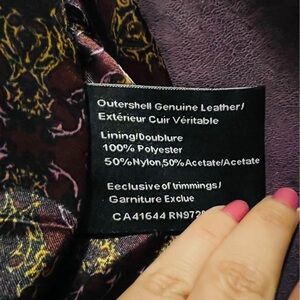 Outershell Genuine Leather/
Extérieur Cuir Véritable
Lining/Doublure
100% Polyester
50%Nylon,50%Acetate/Acetate
Eeclusive of trimmings/
Garniture Exclue
CA41644 RN972